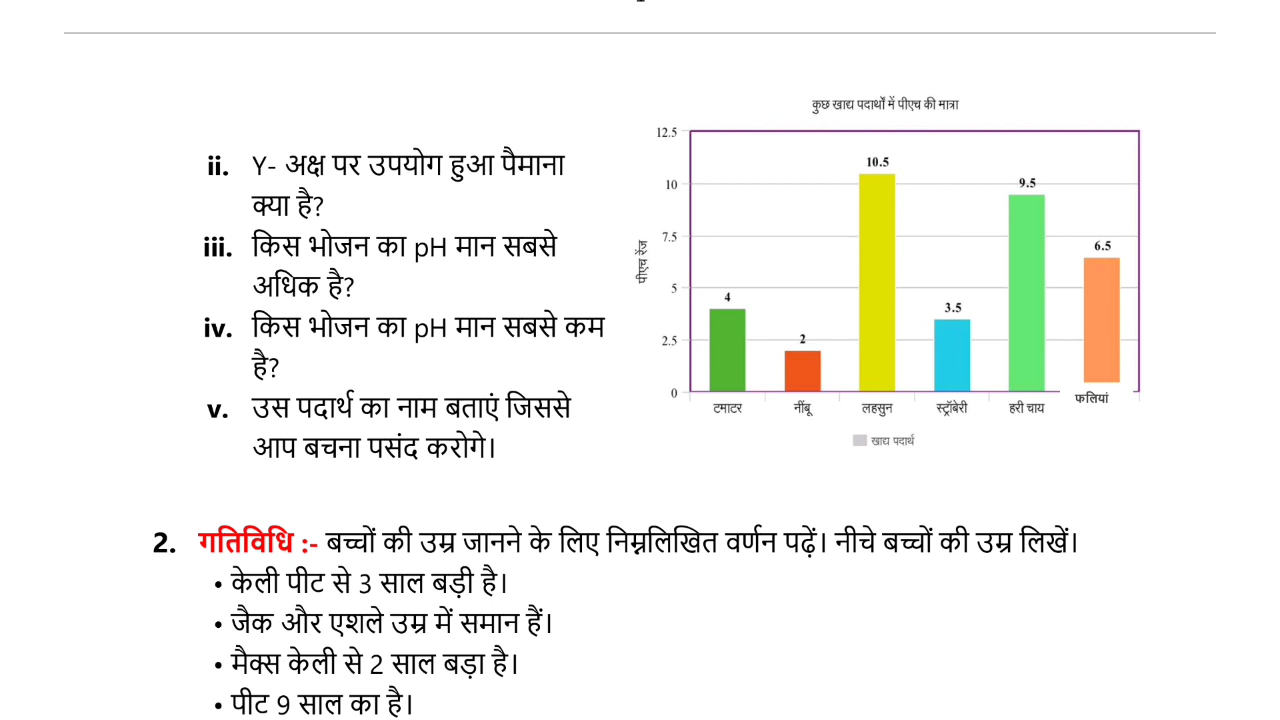 ii. Y- अक्ष पर उपयोग हुआ पैमाना
क्या है?
iii. किस भोजन का pH मान सबसे
अधिक है?
iv. किस भोजन का pH मान सबसे कम
है?
v. उस पदार्थ का नाम बताएं जिससे
आप बचना पसंद करोगे।
कुछ खाद्य पदार्थों में पीएच की मात्रा
पीएच रेंज
12.5
10
7.5
5
2.5
0
4
2
10.5
3.5
9.5
6.5
टमाटर नींबू लहसुन स्ट्रॉबेरी हरी चाय फलियां
खाद्य पदार्थ
2. गतिविधि :- बच्चों की उम्र जानने के लिए निम्नलिखित वर्णन पढ़ें। नीचे बच्चों की उम्र लिखें।
• केली पीट से 3 साल बड़ी है।
• जैक और एशले उम्र में समान हैं।
• मैक्स केली से 2 साल बड़ा है।
• पीट 9 साल का है।